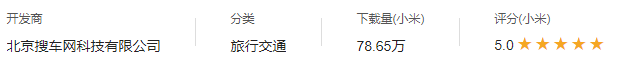 开发商 分类 下载量(小米) 评分(小米)
北京搜车网科技有限公司 旅行交通 78.65万 5.0 ★★★★★